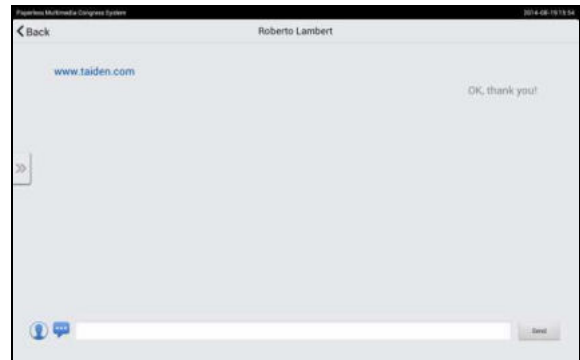 Paperless Multimedia Congress System 2014-08-19 15:54
Back Roberto Lambert
www.taiden.com
OK, thank you!
Send